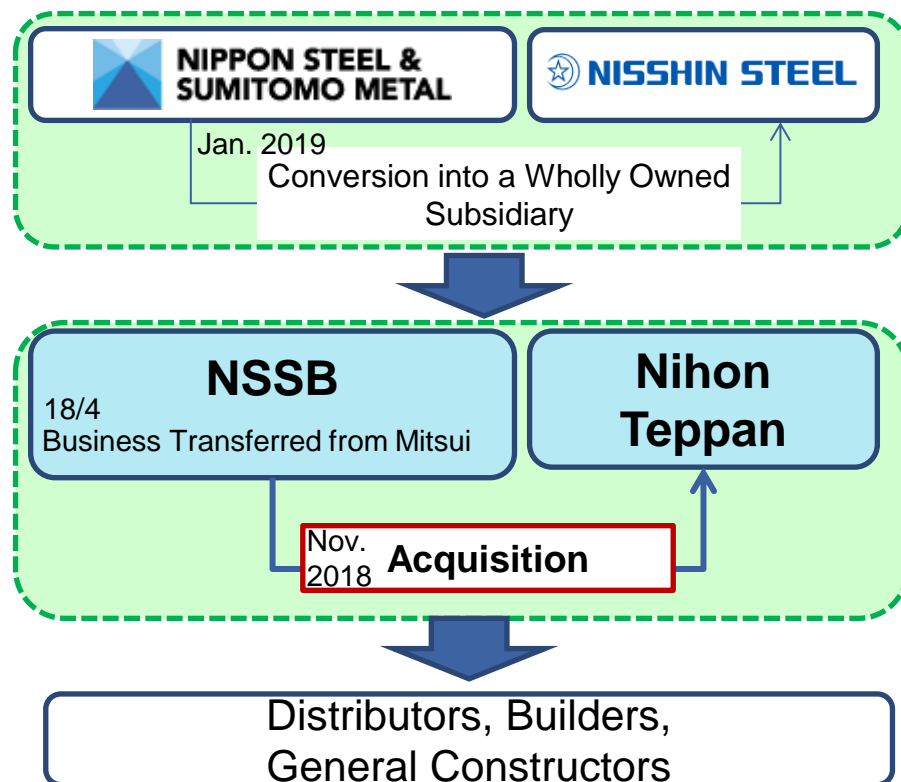 NIPPON STEEL &
SUMITOMO METAL
NISSHIN STEEL
Jan. 2019
Conversion into a Wholly Owned
Subsidiary
NSSB
18/4
Business Transferred from Mitsui
Nihon
Teppan
Nov.
2018
Acquisition
Distributors, Builders,
General Constructors